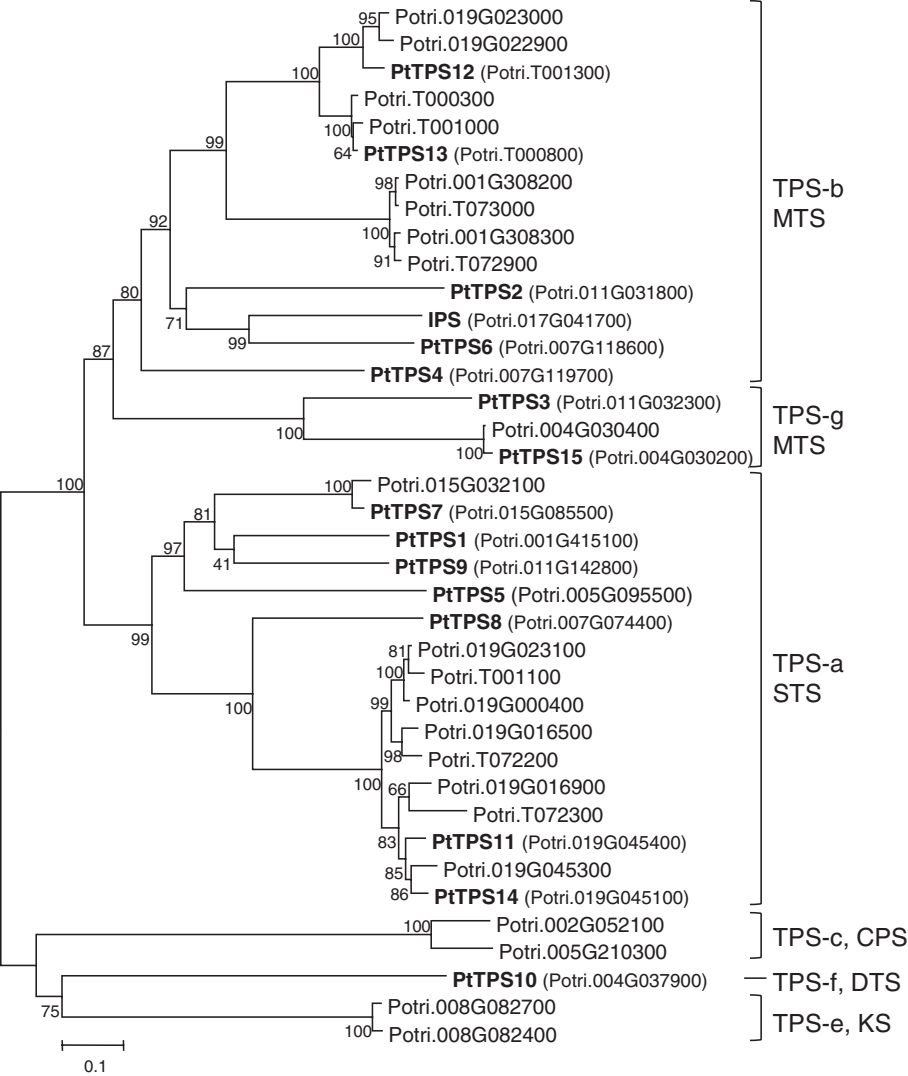 95 Potri.019G023000
100 Potri.019G022900
100 PtTPS12 (Potri.T001300)
Potri.T000300
100 Potri.T001000
99 64 PtTPS13 (Potri.T000800)
98 Potri.001G308200
TPS-b
Potri.T073000
MTS
92 100 Potri.001G308300
91 Potri.T072900
80 PtTPS2 (Potri.011G031800)
71 IPS (Potri.017G041700)
87 99 PtTPS6 (Potri.007G118600)
PtTPS4 (Potri.007G119700)
PtTPS3 (Potri.011G032300)
TPS-g
100 Potri.004G030400
MTS
100 PtTPS15 (Potri.004G030200)
100 100 Potri.015G032100
81 PtTPS7 (Potri.015G085500)
97 PtTPS1 (Potri.001G415100)
41 PtTPS9 (Potri.011G142800)
PtTPS5 (Potri.005G095500)
99 PtTPS8 (Potri.007G074400)
81 Potri.019G023100
TPS-a
100 Potri.T001100
STS
100 99 Potri.019G000400
Potri.019G016500
98 Potri.T072200
100 66 Potri.019G016900
Potri.T072300
83 PtTPS11 (Potri.019G045400)
85 Potri.019G045300
86 PtTPS14 (Potri.019G045100)
100 Potri.002G052100
TPS-c, CPS
Potri.005G210300
PtTPS10 (Potri.004G037900) TPS-f, DTS
75 Potri.008G082700
TPS-e, KS
100 Potri.008G082400
0.1